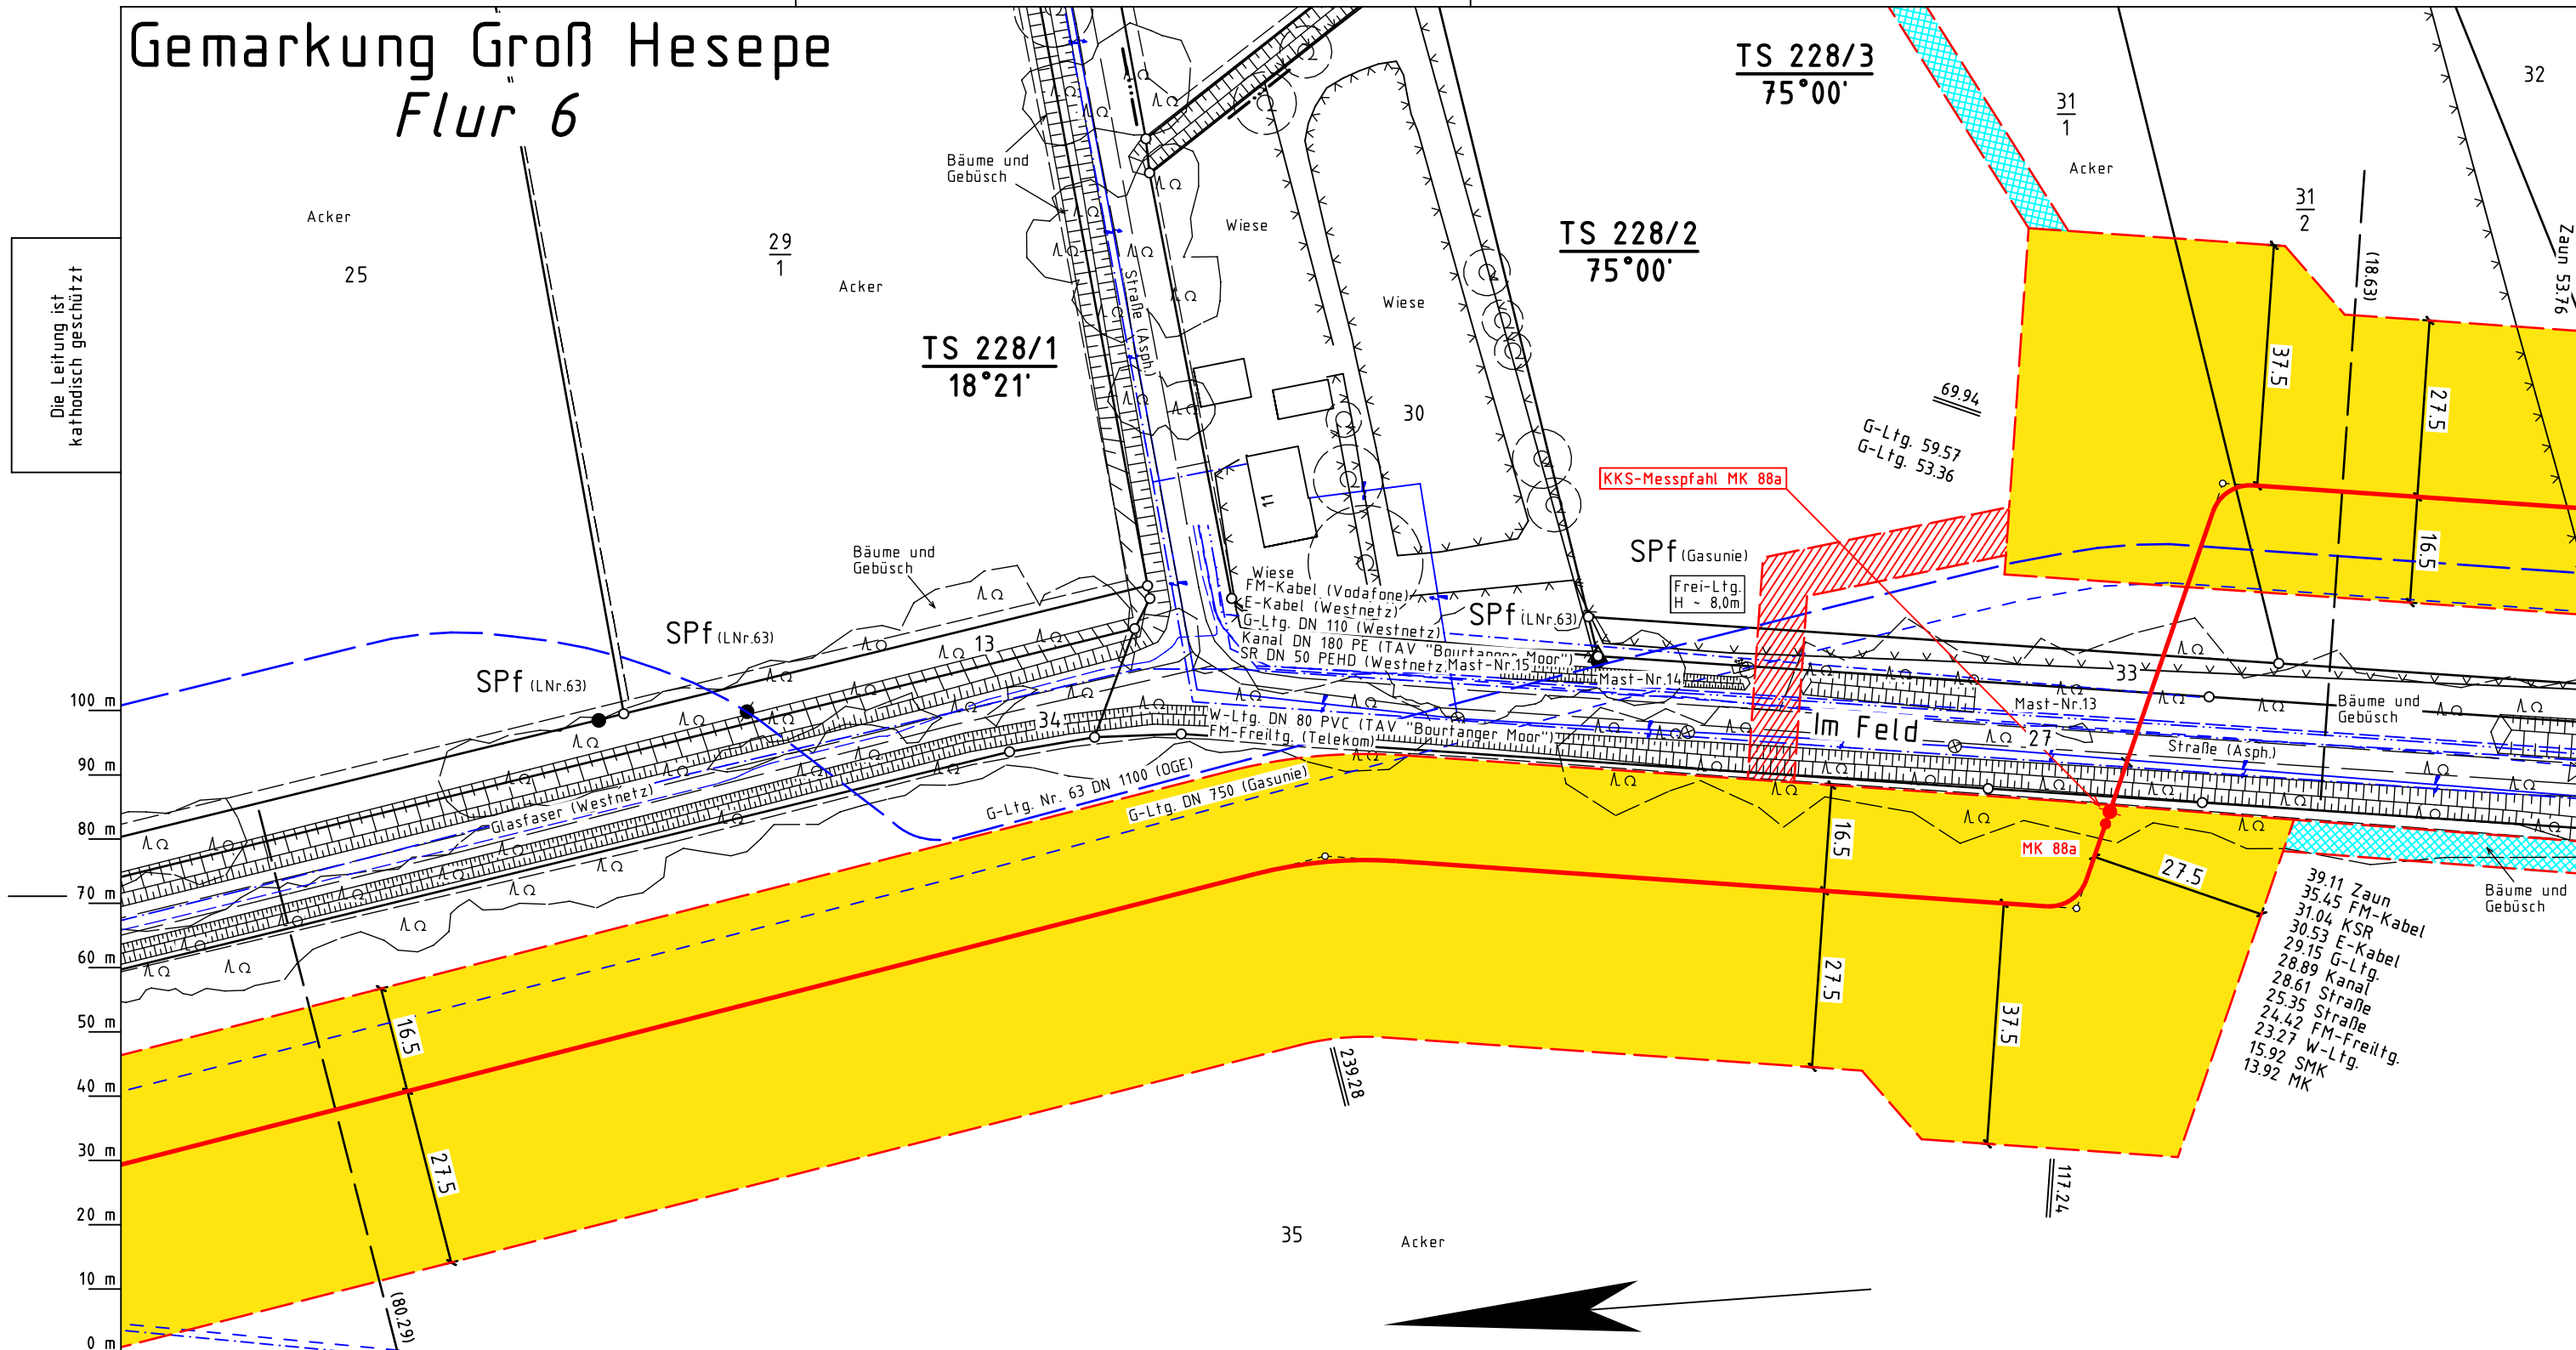 Gemarkung Groß Hesepe
Flur 6
Die Leitung ist
kathodisch geschützt
Acker
25
29
1
Acker
Bäume und
Gebüsch
Straße (Asph.)
TS 228/1
18°21'
Wiese
Wiese
30
11
TS 228/2
75°00'
TS 228/3
75°00'
31
1
Acker
31
2
32
(18.63)
Zaun 53.76
37.5
27.5
16.5
69.94
G-Ltg. 59.57
G-Ltg. 53.36
KKS-Messpfahl MK 88a
SPf (Gasunie)
Frei-Ltg.
H ~ 8,0m
Bäume und
Gebüsch
SPf (LNr.63)
SPf (LNr.63)
13
34
Wiese
FM-Kabel (Vodafone)
E-Kabel (Westnetz)
G-Ltg. DN 110 (Westnetz)
Kanal DN 180 PE (TAV "Bourtanger Moor")
SR DN 50 PEHD (Westnetz)
SPf (LNr.63)
Mast-Nr.15
Mast-Nr.14
Mast-Nr.13
33
Im Feld
27
Straße (Asph.)
Bäume und
Gebüsch
W-Ltg. DN 80 PVC (TAV "Bourtanger Moor")
FM-Freiltg. (Telekom)
G-Ltg. Nr. 63 DN 1100 (OGE)
G-Ltg. DN 750 (Gasunie)
Glasfaser (Westnetz)
100 m
90 m
80 m
70 m
60 m
50 m
40 m
30 m
20 m
10 m
0 m
16.5
27.5
(80.29)
239.28
16.5
27.5
37.5
MK 88a
27.5
117.24
39.11 Zaun
35.45 FM-Kabel
31.04 KSR
30.53 E-Kabel
29.15 G-Ltg.
28.89 Kanal
28.61 Straße
25.35 Straße
24.42 FM-Freiltg.
23.27 W-Ltg.
15.92 SMK
13.92 MK
Bäume und
Gebüsch
35
Acker